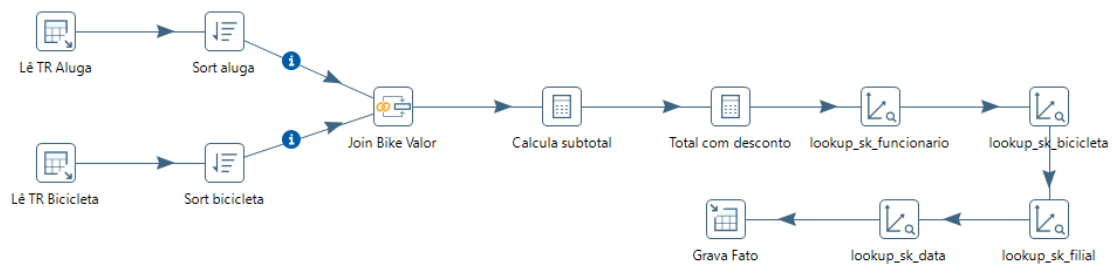 Lê TR Aluga
Sort aluga
Join Bike Valor
Calcula subtotal
Total com desconto
lookup_sk_funcionario
lookup_sk_bicicleta
Lê TR Bicicleta
Sort bicicleta
Grava Fato
lookup_sk_data
lookup_sk_filial